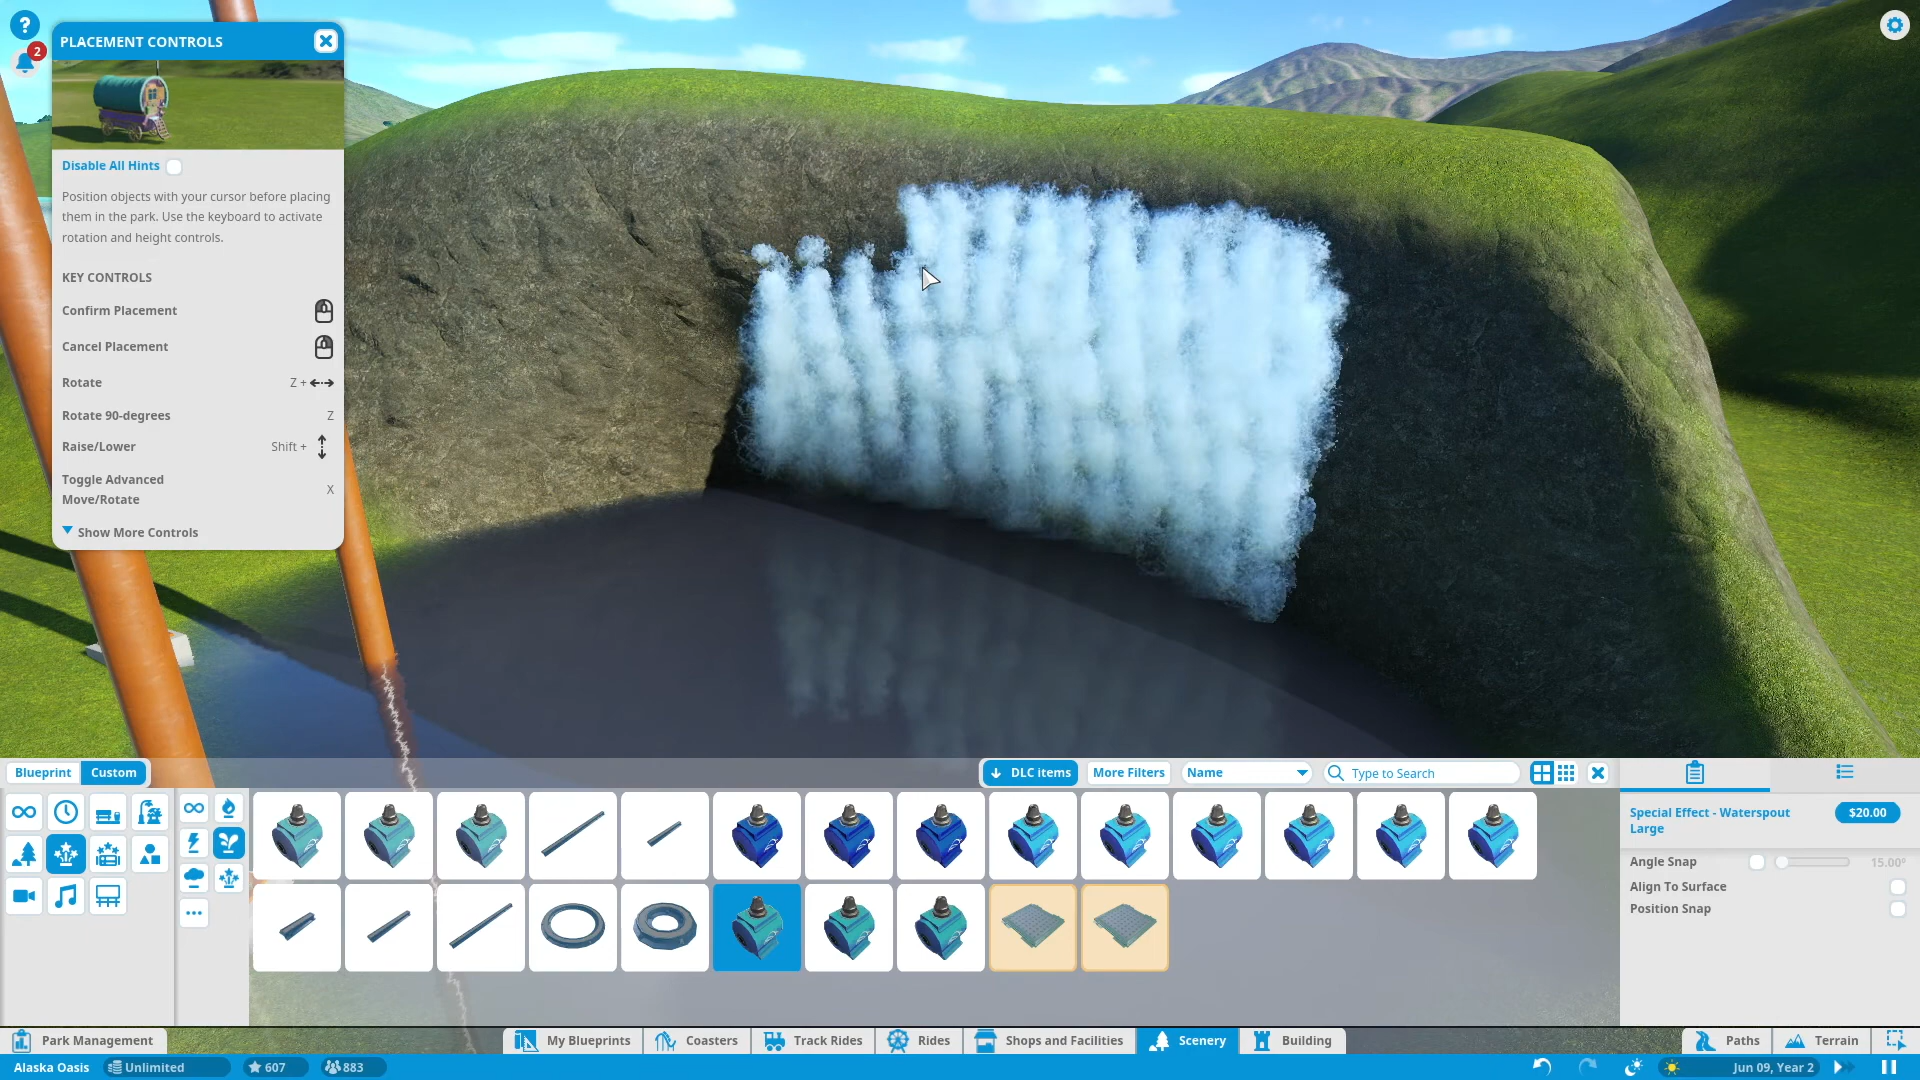 ?
2
PLACEMENT CONTROLS
Disable All Hints
Position objects with your cursor before placing
them in the park. Use the keyboard to activate
rotation and height controls.
KEY CONTROLS
Confirm Placement
Cancel Placement
Rotate Z +
Rotate 90-degrees Z
Raise/Lower Shift +
Toggle Advanced
Move/Rotate X
Show More Controls
Blueprint Custom
DLC items More Filters Name Type to Search
Special Effect - Waterspout
Large
$20.00
Angle Snap 15.00°
Align To Surface
Position Snap
Park Management My Blueprints Coasters Track Rides Rides Shops and Facilities Scenery Building Paths Terrain
Alaska Oasis Unlimited 607 883 Jun 09, Year 2